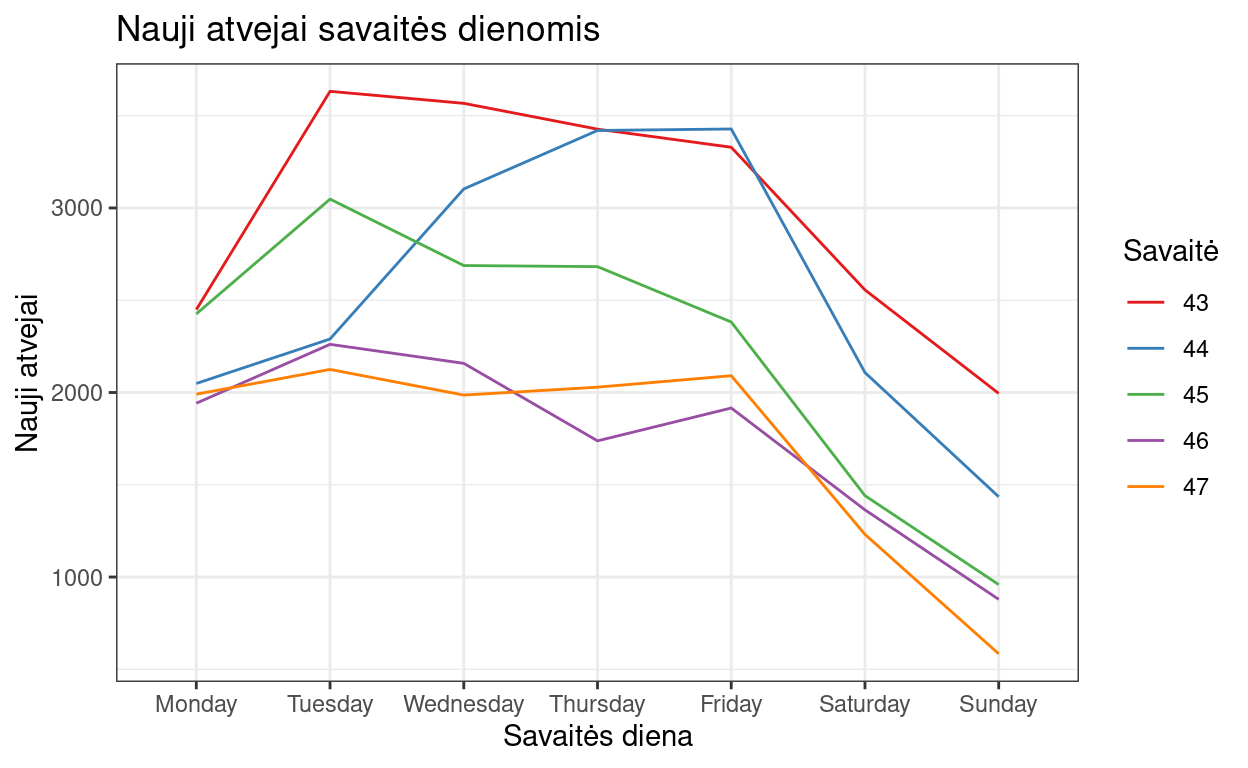 Nauji atvejai savaitės dienomis
Nauji atvejai
3000
2000
1000
Monday Tuesday Wednesday Thursday Friday Saturday Sunday
Savaitės diena
Savaitė
43
44
45
46
47